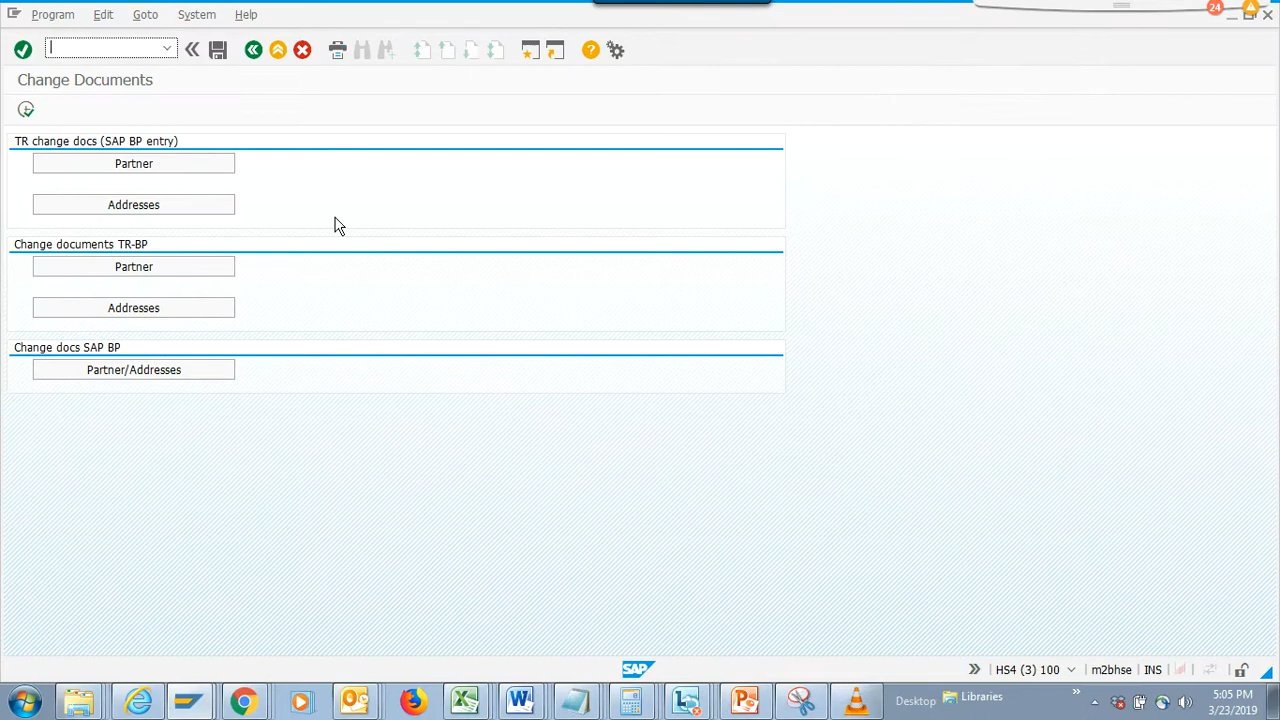 24
Program Edit Goto System Help
Change Documents
TR change docs (SAP BP entry)
Partner
Addresses
Change documents TR-BP
Partner
Addresses
Change docs SAP BP
Partner/Addresses
SAP
HS4 (3) 100 m2bhse INS
Desktop Libraries
5:05 PM
3/23/2019